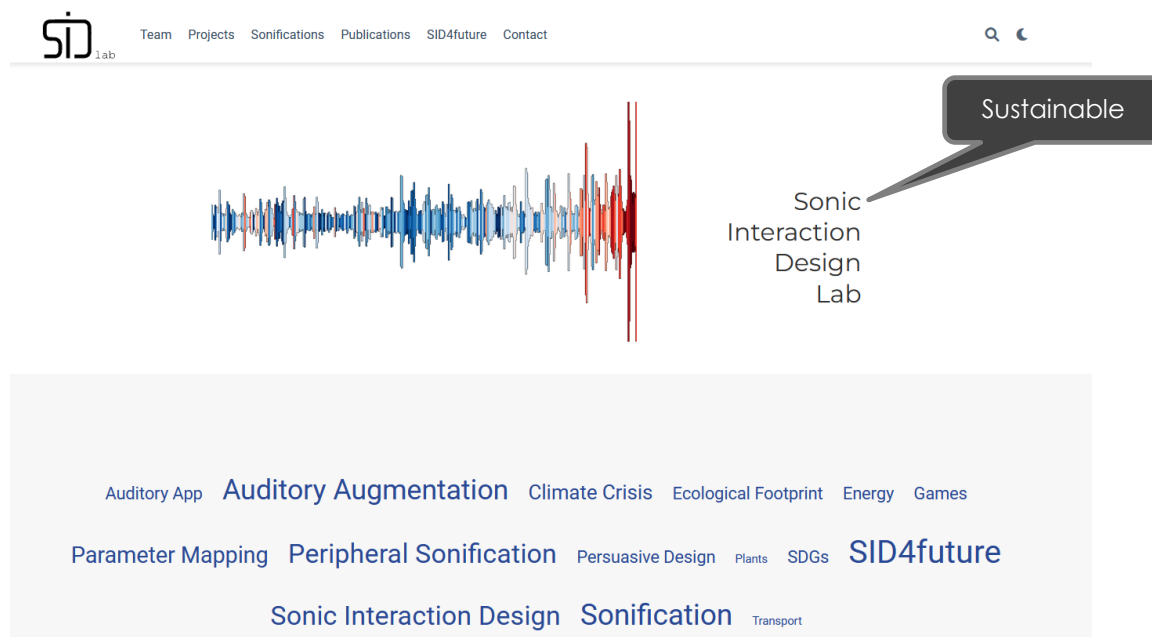 SID lab
Team Projects Sonifications Publications SID4future Contact
Sustainable
Sonic
Interaction
Design
Lab
Auditory App Auditory Augmentation Climate Crisis Ecological Footprint Energy Games
Parameter Mapping Peripheral Sonification Persuasive Design Plants SDGs SID4future
Sonic Interaction Design Sonification Transport